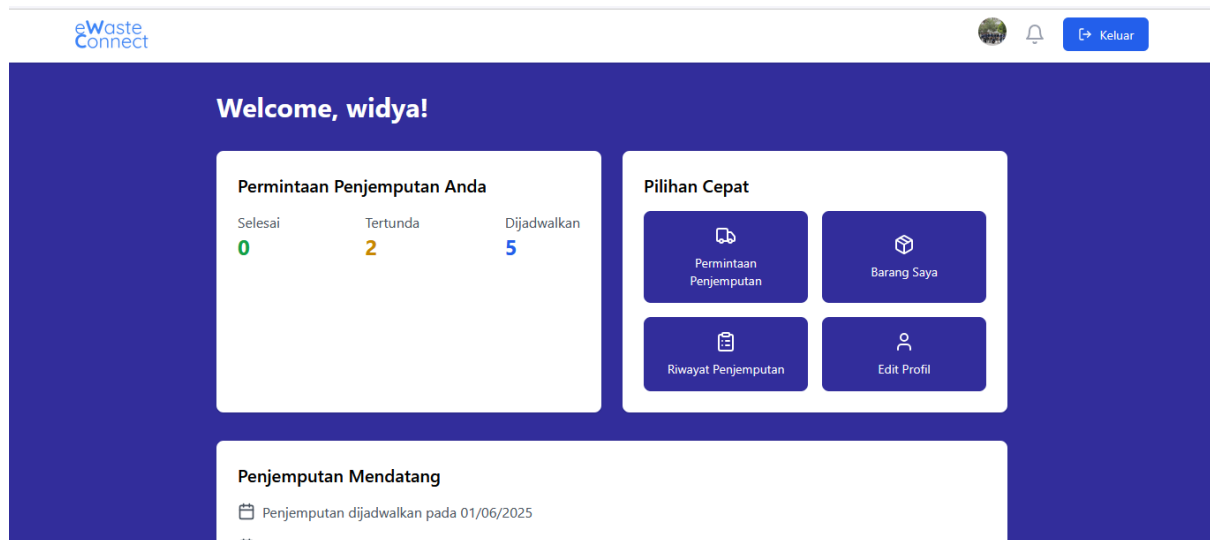 eWaste
Connect
Keluar
Welcome, widya!
Permintaan Penjemputan Anda
Selesai
Tertunda
Dijadwalkan
0
2
5
Pilihan Cepat
Permintaan
Penjemputan
Barang Saya
Riwayat Penjemputan
Edit Profil
Penjemputan Mendatang
Penjemputan dijadwalkan pada 01/06/2025